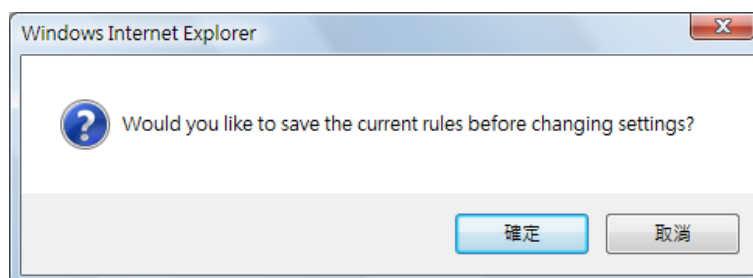 Windows Internet Explorer
Would you like to save the current rules before changing settings?
確定
取消